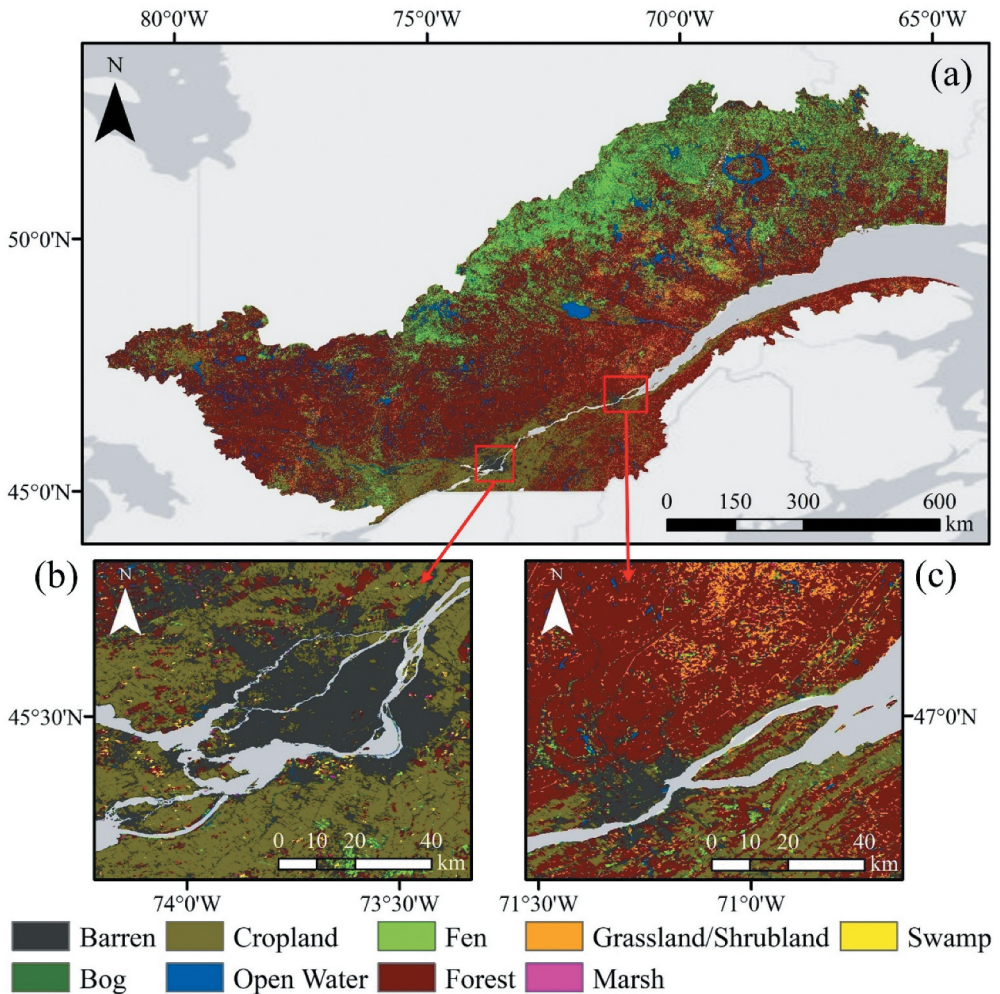 80°0'W 75°0'W 70°0'W 65°0'W
N
(a)
50°0'N
45°0'N
0 150 300 600
km
(b)
N
45°30'N
0 10 20 40
km
74°0'W 73°30'W
(c)
N
47°0'N
0 10 20 40
km
71°30'W 71°0'W
Barren Cropland Fen Grassland/Shrubland Swamp
Bog Open Water Forest Marsh